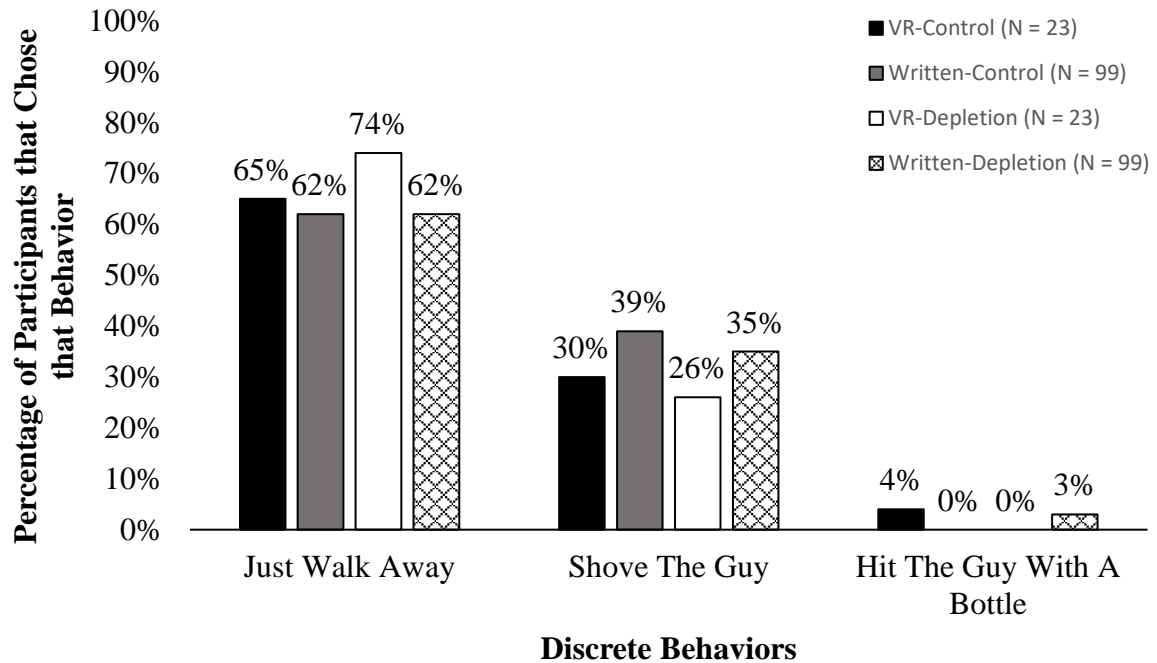 100%
90%
80%
70%
60%
50%
40%
30%
20%
10%
0%
Percentage of Participants that Chose
that Behavior
VR-Control (N = 23)
Written-Control (N = 99)
VR-Depletion (N = 23)
Written-Depletion (N = 99)
65%
62%
74%
62%
30%
39%
26%
35%
4%
0%
0%
3%
Just Walk Away
Shove The Guy
Hit The Guy With A
Bottle
Discrete Behaviors